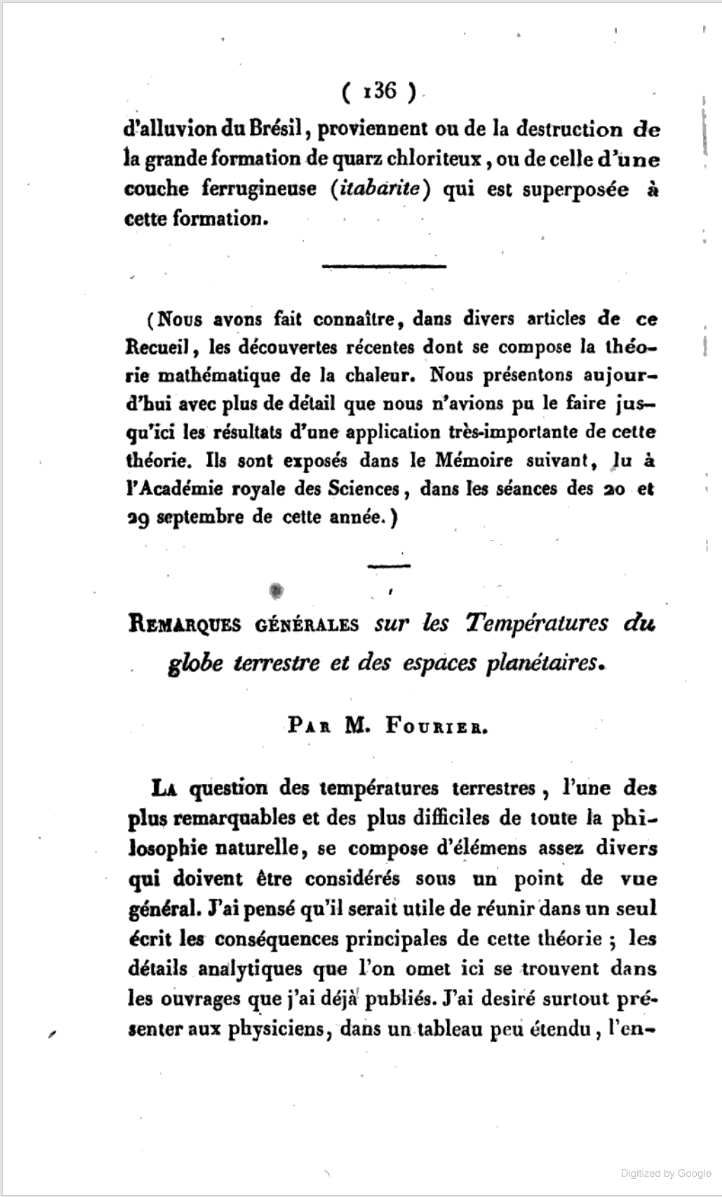 ( 136 )
d'alluvion du Brésil, proviennent ou de la destruction de
la grande formation de quarz chloriteux, ou de celle d'une
couche ferrugineuse (itabarite) qui est superposée à
cette formation.
(Nous avons fait connaître, dans divers articles de ce
Recueil, les découvertes récentes dont se compose la théo-
rie mathématique de la chaleur. Nous présentons aujour-
d'hui avec plus de détail que nous n'avions pu le faire jus-
qu'ici les résultats d'une application très-importante de cette
théorie. Ils sont exposés dans le Mémoire suivant, lu à
l'Académie royale des Sciences, dans les séances des 20 et
29 septembre de cette année.)
REMARQUES GÉNÉRALES sur les Températures du
globe terrestre et des espaces planétaires.
PAR M. FOURIER.
LA question des températures terrestres, l'une des
plus remarquables et des plus difficiles de toute la phi-
losophie naturelle, se compose d'élémens assez divers
qui doivent être considérés sous un point de vue
général. J'ai pensé qu'il serait utile de réunir dans un seul
écrit les conséquences principales de cette théorie ; les
détails analytiques que l'on omet ici se trouvent dans
les ouvrages que j'ai déjà publiés. J'ai desiré surtout pré-
senter aux physiciens, dans un tableau peu étendu, l'en-
Digitized by Google